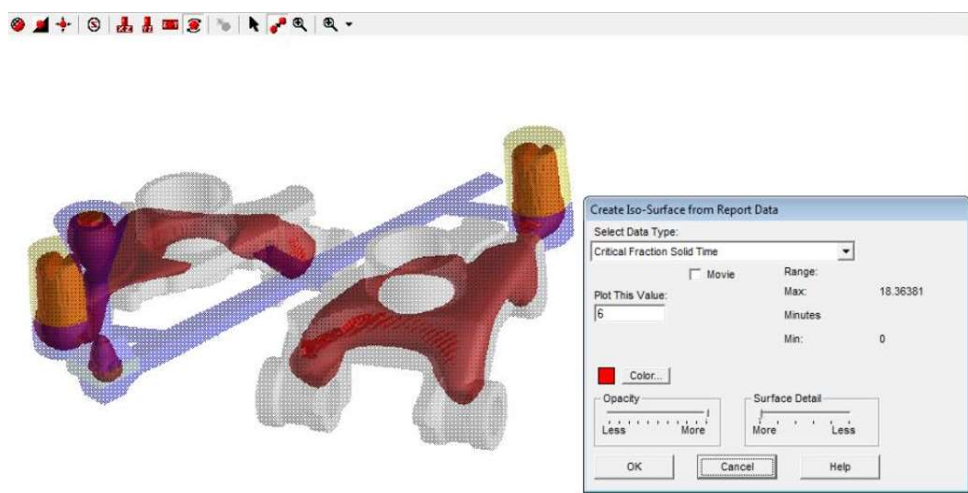 Create Iso-Surface from Report Data
Select Data Type:
Critical Fraction Solid Time
Movie
Range:
Plot This Value:
Max:
18.36381
6
Minutes
Min:
0
Color...
Opacity
Surface Detail
Less
More
More
Less
OK
Cancel
Help